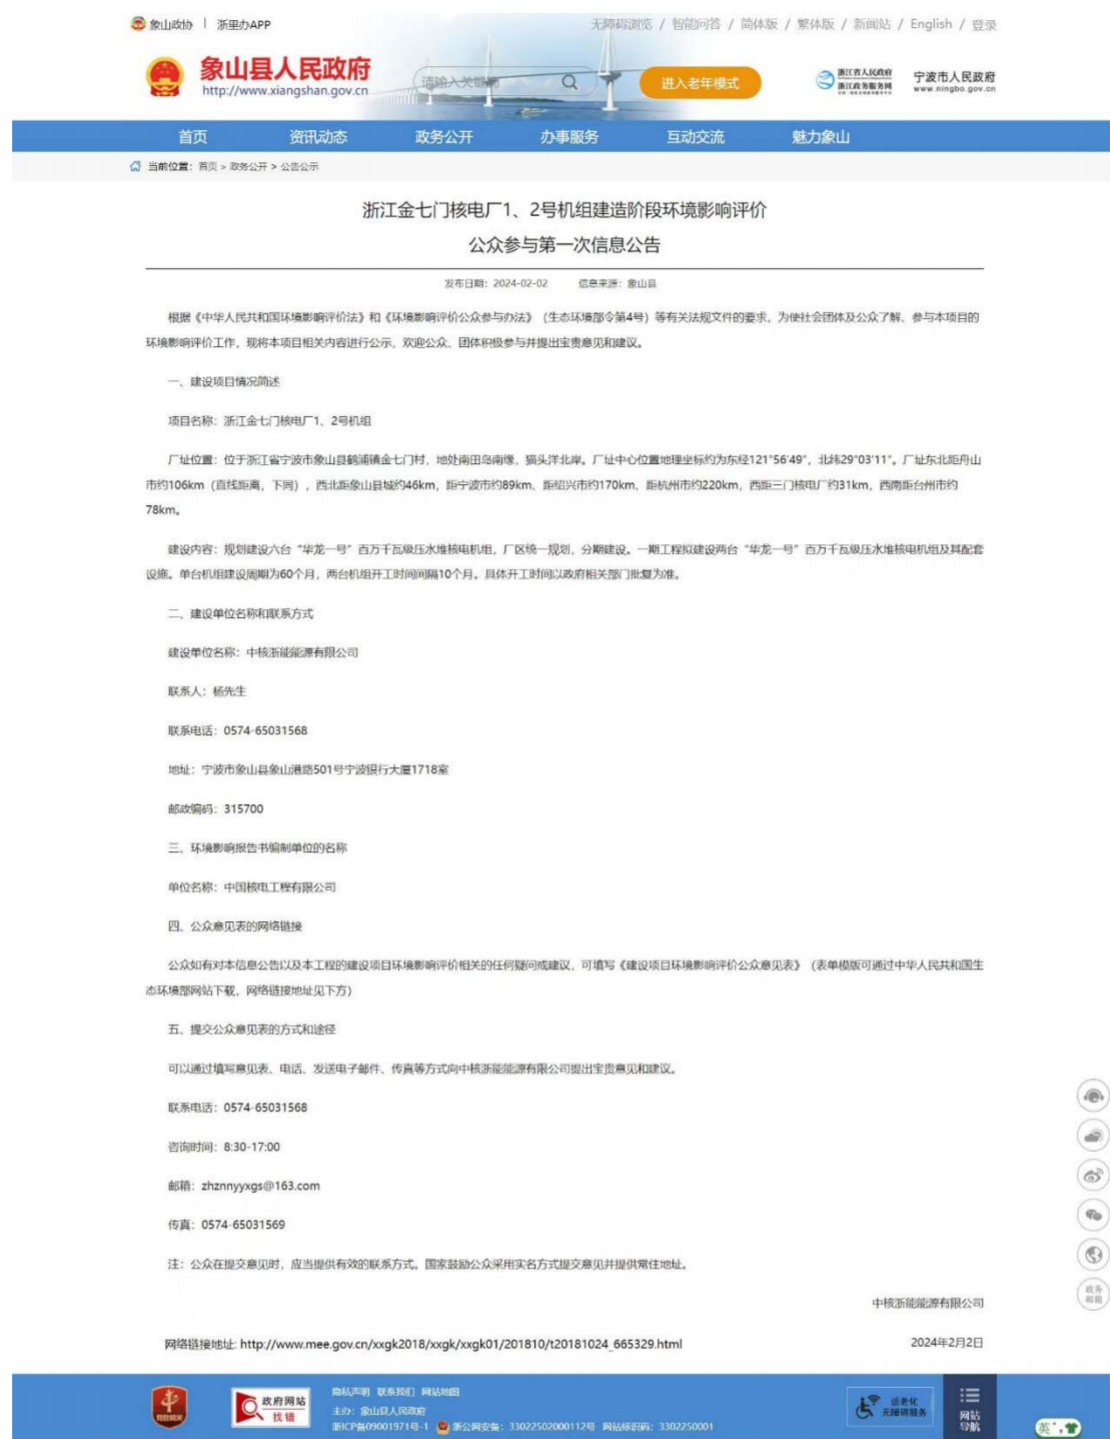 象山政协 | 浙里办APP
无障碍浏览 / 智能问答 / 简体版 / 繁体版 / 新闻站 / English / 登录
象山县人民政府
http://www.xiangshan.gov.cn
请输入关键词
进入老年模式
浙江省人民政府
浙江政务服务网
宁波市人民政府
www.ningbo.gov.cn
首页 资讯动态 政务公开 办事服务 互动交流 魅力象山
当前位置：首页 > 政务公开 > 公告公示
浙江金七门核电厂1、2号机组建造阶段环境影响评价
公众参与第一次信息公告
发布日期：2024-02-02 信息来源：象山县
根据《中华人民共和国环境影响评价法》和《环境影响评价公众参与办法》（生态环境部令第4号）等有关法规文件的要求，为使社会团体及公众了解、参与本项目的
环境影响评价工作，现将本项目相关内容进行公示，欢迎公众、团体积极参与并提出宝贵意见和建议。
一、建设项目情况简述
项目名称：浙江金七门核电厂1、2号机组
厂址位置：位于浙江省宁波市象山县鹤浦镇金七门村，地处南田岛南缘，猫头洋北岸。厂址中心位置地理坐标约为东经121°56'49"，北纬29°03'11"。厂址东北距舟山
市约106km（直线距离，下同），西北距象山县城约46km，距宁波市约89km、距绍兴市约170km、距杭州市约220km，西距三门核电厂约31km，西南距台州市约
78km。
建设内容：规划建设六台“华龙一号”百万千瓦级压水堆核电机组，厂区统一规划，分期建设。一期工程拟建设两台“华龙一号”百万千瓦级压水堆核电机组及其配套
设施。单台机组建设周期为60个月，两台机组开工时间间隔10个月。具体开工时间以政府相关部门批复为准。
二、建设单位名称和联系方式
建设单位名称：中核浙能能源有限公司
联系人：杨先生
联系电话：0574-65031568
地址：宁波市象山县象山港路501号宁波银行大厦1718室
邮政编码：315700
三、环境影响报告书编制单位的名称
单位名称：中国核电工程有限公司
四、公众意见表的网络链接
公众如有对本信息公告以及本工程的建设项目环境影响评价相关的任何疑问或建议，可填写《建设项目环境影响评价公众意见表》（表单模版可通过中华人民共和国生
态环境部网站下载，网络链接地址见下方）
五、提交公众意见表的方式和途径
可以通过填写意见表、电话、发送电子邮件、传真等方式向中核浙能能源有限公司提出宝贵意见和建议。
联系电话：0574-65031568
咨询时间：8:30-17:00
邮箱：zhznnyyxgs@163.com
传真：0574-65031569
注：公众在提交意见时，应当提供有效的联系方式。国家鼓励公众采用实名方式提交意见并提供常住地址。
政务
邮箱
中核浙能能源有限公司
网络链接地址: http://www.mee.gov.cn/xxgk2018/xxgk/xxgk01/201810/t20181024_665329.html
2024年2月2日
党政机关
政府网站
找错
隐私声明 联系我们 网站地图
主办：象山县人民政府
浙ICP备09001971号-1 浙公网安备：33022502000112号 网站标识码：3302250001
适老化
无障碍服务
网站
导航
英